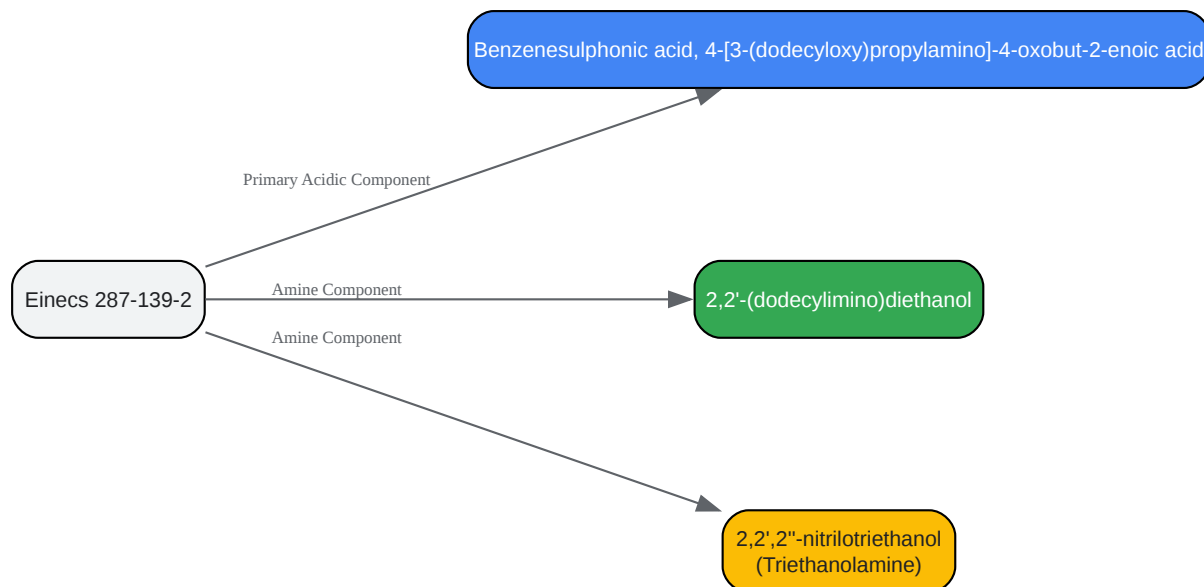 Benzenesulphonic acid, 4-[3-(dodecyloxy)propylamino]-4-oxobut-2-enoic acid
Primary Acidic Component
Einecs 287-139-2
Amine Component
2,2'-(dodecylimino)diethanol
Amine Component
2,2',2''-nitrilotriethanol
(Triethanolamine)